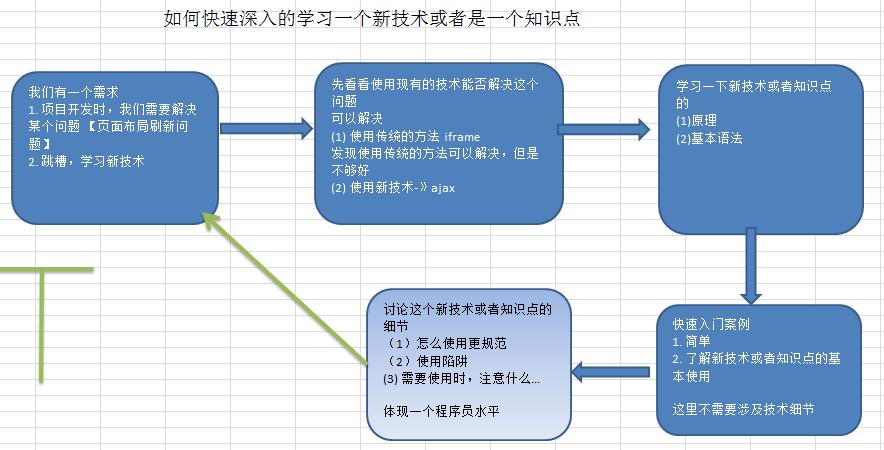 如何快速深入的学习一个新技术或者是一个知识点
我们有一个需求
1. 项目开发时，我们需要解决
某个问题 【页面布局刷新问
题】
2. 跳槽，学习新技术
先看看使用现有的技术能否解决这个
问题
可以解决
(1) 使用传统的方法 iframe
发现使用传统的方法可以解决，但是
不够好
(2) 使用新技术-》ajax
学习一下新技术或者知识点
的
(1)原理
(2)基本语法
快速入门案例
1. 简单
2. 了解新技术或者知识点的基
本使用
这里不需要涉及技术细节
讨论这个新技术或者知识点的
细节
（1）怎么使用更规范
（2）使用陷阱
(3) 需要使用时，注意什么...
体现一个程序员水平